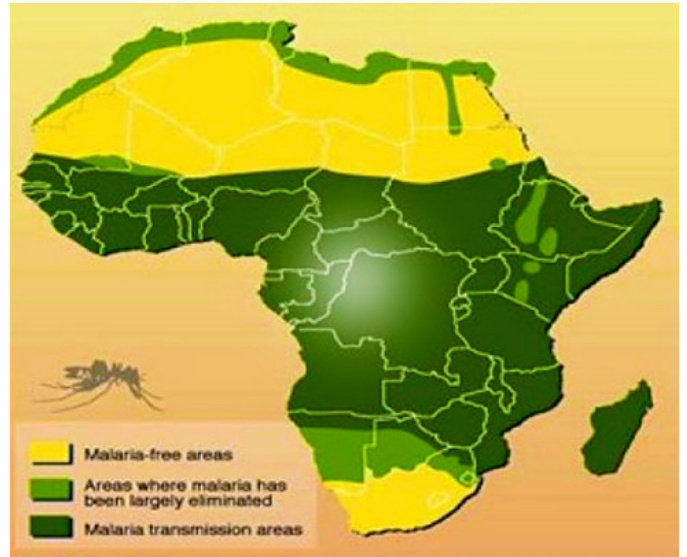 Malaria-free areas
Areas where malaria has
been largely eliminated
Malaria transmission areas